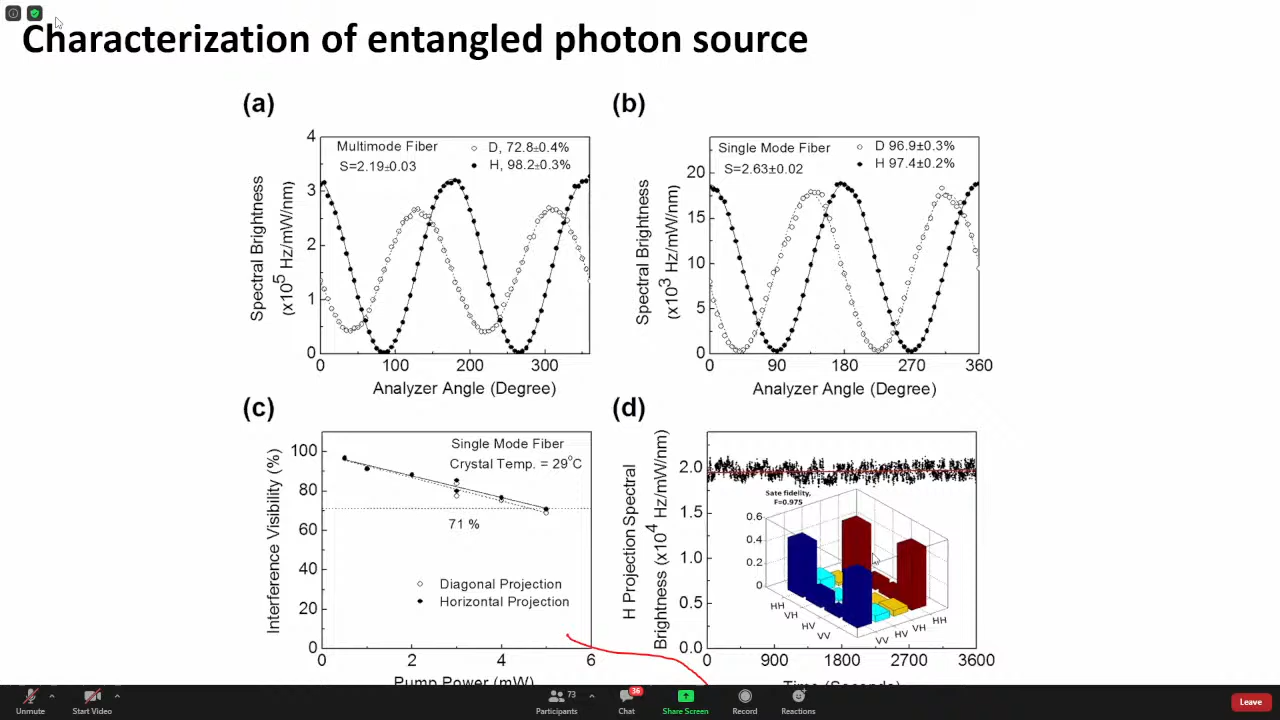 Characterization of entangled photon source
(a)
Multimode Fiber
S=2.19±0.03
D, 72.8±0.4%
H, 98.2±0.3%
Spectral Brightness
(x10^5 Hz/mW/nm)
4
3
2
1
0
0 100 200 300
Analyzer Angle (Degree)
(b)
Single Mode Fiber
S=2.63±0.02
D 96.9±0.3%
H 97.4±0.2%
Spectral Brightness
(x10^3 Hz/mW/nm)
20
15
10
5
0
0 90 180 270 360
Analyzer Angle (Degree)
(c)
Single Mode Fiber
Crystal Temp. = 29°C
Interference Visibility (%)
100
80
60
40
20
0
71 %
Diagonal Projection
Horizontal Projection
0 2 4 6
Pump Power (mW)
(d)
H Projection Spectral
Brightness (x10^4 Hz/mW/nm)
2.0
1.5
1.0
0.5
0.0
Sate fidelity,
F=0.975
0.6
0.4
0.2
0
HH
VH
HV
VV
VV
HV
VH
HH
0 900 1800 2700 3600
Time (Seconds)
Unmute
Start Video
Participants
73
Chat
36
Share Screen
Record
Reactions
Leave